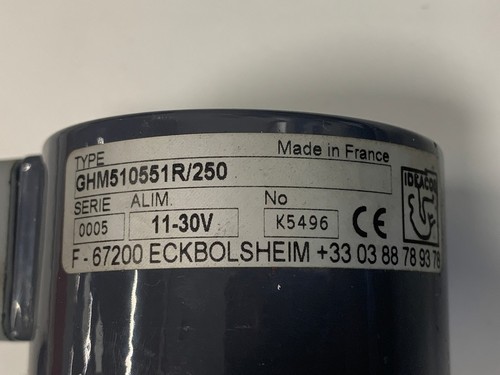 TYPE
Made in France
GHM510551R/250
IDEACOD
SERIE ALIM. No
0005 11-30V K5496 CE
F - 67200 ECKBOLSHEIM +33 03 88 78 93 78